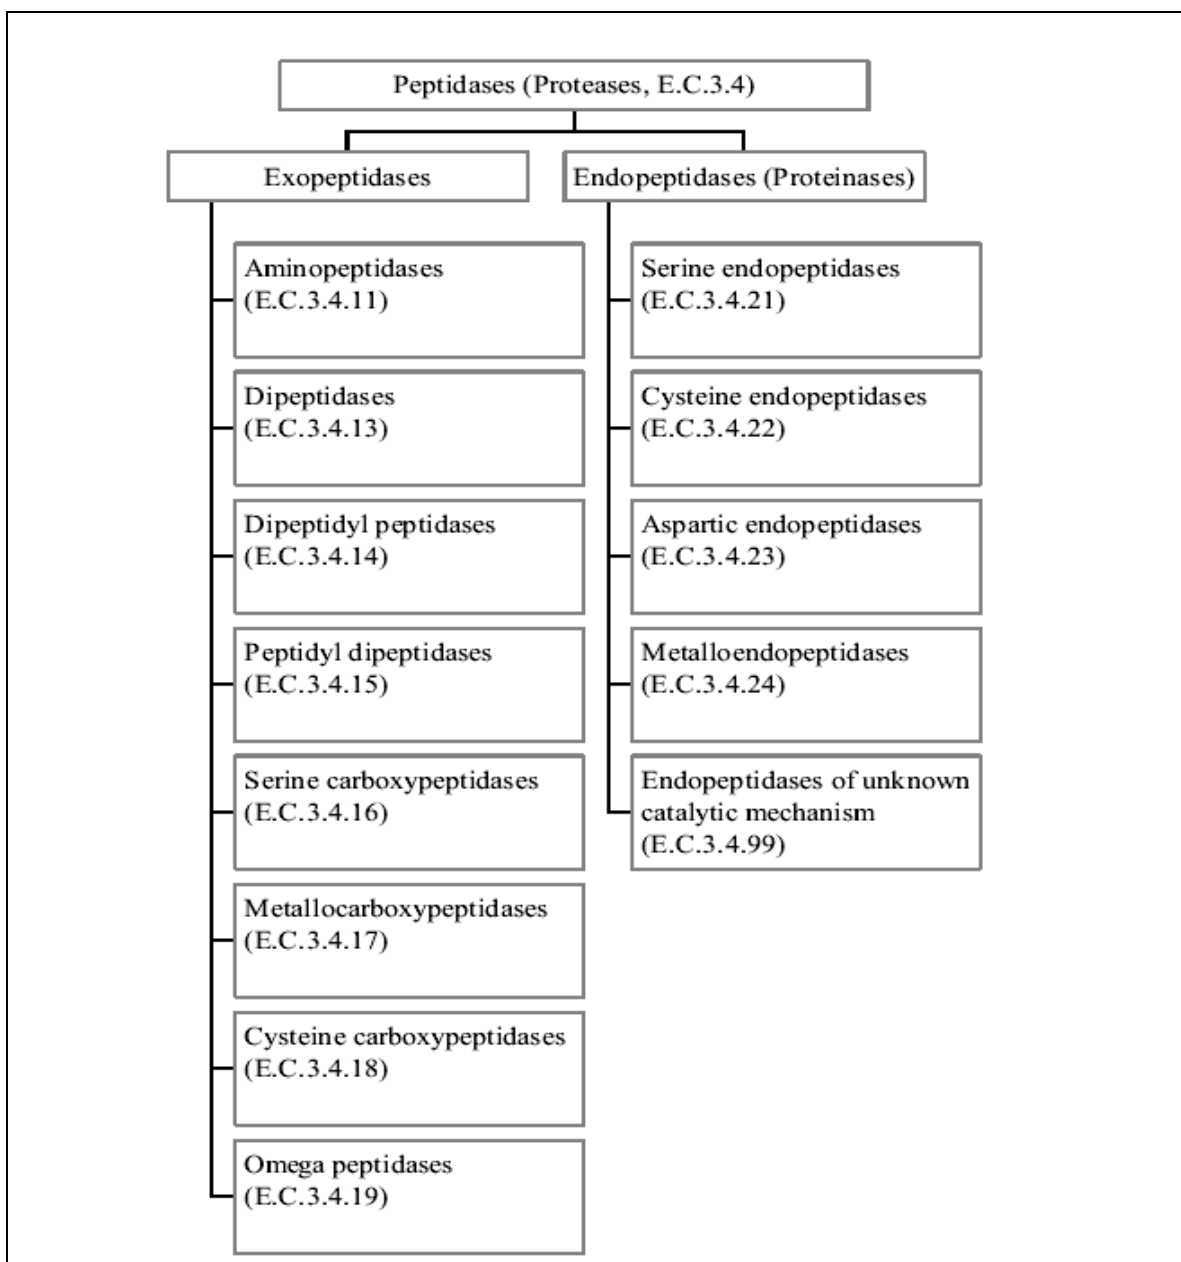 Peptidases (Proteases, E.C.3.4)
Exopeptidases
Aminopeptidases
(E.C.3.4.11)
Dipeptidases
(E.C.3.4.13)
Dipeptidyl peptidases
(E.C.3.4.14)
Peptidyl dipeptidases
(E.C.3.4.15)
Serine carboxypeptidases
(E.C.3.4.16)
Metallocarboxypeptidases
(E.C.3.4.17)
Cysteine carboxypeptidases
(E.C.3.4.18)
Omega peptidases
(E.C.3.4.19)
Endopeptidases (Proteinases)
Serine endopeptidases
(E.C.3.4.21)
Cysteine endopeptidases
(E.C.3.4.22)
Aspartic endopeptidases
(E.C.3.4.23)
Metalloendopeptidases
(E.C.3.4.24)
Endopeptidases of unknown
catalytic mechanism
(E.C.3.4.99)